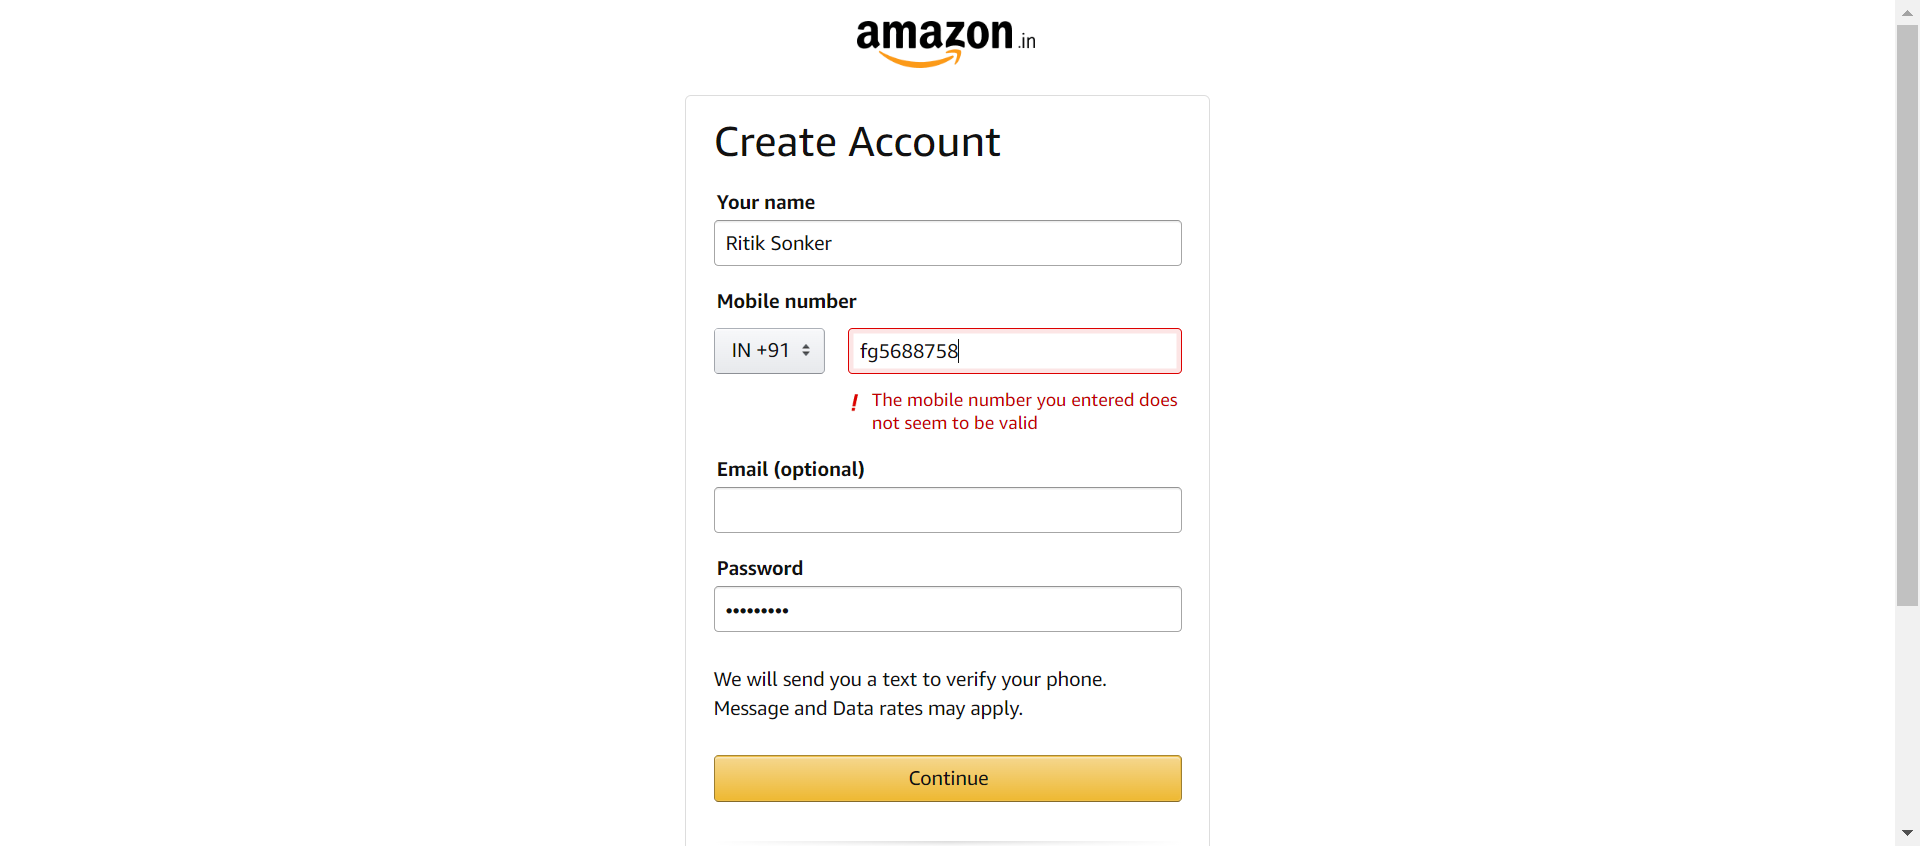 amazon.in
Create Account
Your name
Ritik Sonker
Mobile number
IN +91
fg5688758
! The mobile number you entered does
not seem to be valid
Email (optional)
Password
•••••••••
We will send you a text to verify your phone.
Message and Data rates may apply.
Continue